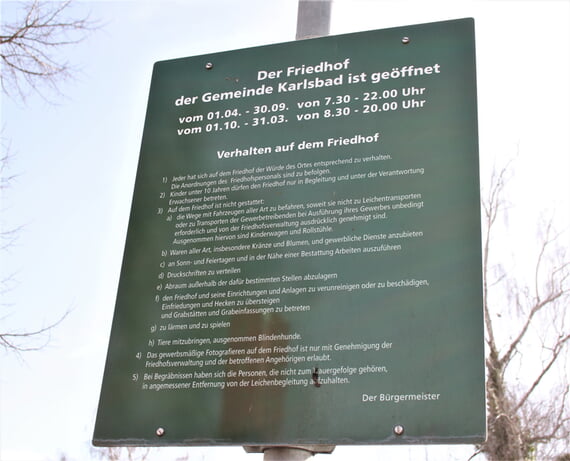 Der Friedhof
der Gemeinde Karlsbad ist geöffnet
vom 01.04. - 30.09. von 7.30 - 22.00 Uhr
vom 01.10. - 31.03. von 8.30 - 20.00 Uhr
Verhalten auf dem Friedhof
1) Jeder hat sich auf dem Friedhof der Würde des Ortes entsprechend zu verhalten.
Die Anordnungen des Friedhofspersonals sind zu befolgen.
2) Kinder unter 10 Jahren dürfen den Friedhof nur in Begleitung und unter der Verantwortung
Erwachsener betreten.
3) Auf dem Friedhof ist nicht gestattet:
a) die Wege mit Fahrzeugen aller Art zu befahren, soweit sie nicht zu Leichentransporten
oder zu Transporten der Gewerbetreibenden bei Ausführung ihres Gewerbes unbedingt
erforderlich und von der Friedhofsverwaltung ausdrücklich genehmigt sind.
Ausgenommen hiervon sind Kinderwagen und Rollstühle.
b) Waren aller Art, insbesondere Kränze und Blumen, und gewerbliche Dienste anzubieten
c) an Sonn- und Feiertagen und in der Nähe einer Bestattung Arbeiten auszuführen
d) Druckschriften zu verteilen
e) Abraum außerhalb der dafür bestimmten Stellen abzulagern
f) den Friedhof und seine Einrichtungen und Anlagen zu verunreinigen oder zu beschädigen,
Einfriedungen und Hecken zu übersteigen
und Grabstätten und Grabeinfassungen zu betreten
g) zu lärmen und zu spielen
h) Tiere mitzubringen, ausgenommen Blindenhunde.
4) Das gewerbsmäßige Fotografieren auf dem Friedhof ist nur mit Genehmigung der
Friedhofsverwaltung und der betroffenen Angehörigen erlaubt.
5) Bei Begräbnissen haben sich die Personen, die nicht zum Trauergefolge gehören,
in angemessener Entfernung von der Leichenbegleitung aufzuhalten.
Der Bürgermeister